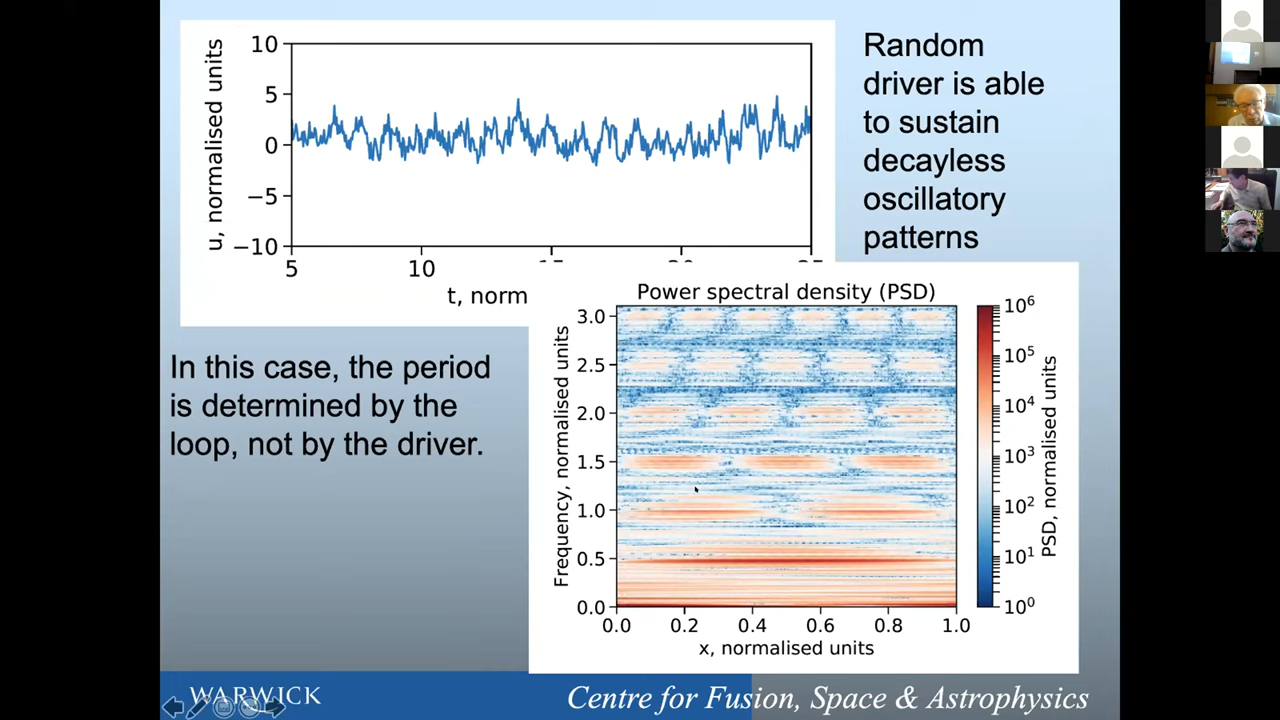 10
5
0
−5
−10
u, normalised units
5
10
15
20
25
t, norm
Random
driver is able
to sustain
decayless
oscillatory
patterns
In this case, the period
is determined by the
loop, not by the driver.
Power spectral density (PSD)
3.0
2.5
2.0
1.5
1.0
0.5
0.0
Frequency, normalised units
0.0
0.2
0.4
0.6
0.8
1.0
x, normalised units
10⁶
10⁵
10⁴
10³
10²
10¹
10⁰
PSD, normalised units
WARWICK
Centre for Fusion, Space & Astrophysics